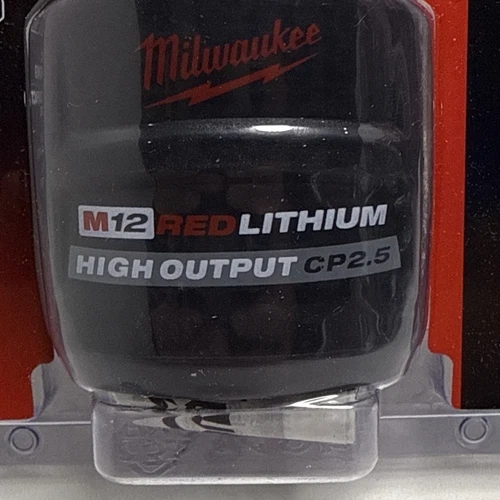 Milwaukee
M12 REDLITHIUM
HIGH OUTPUT CP2.5